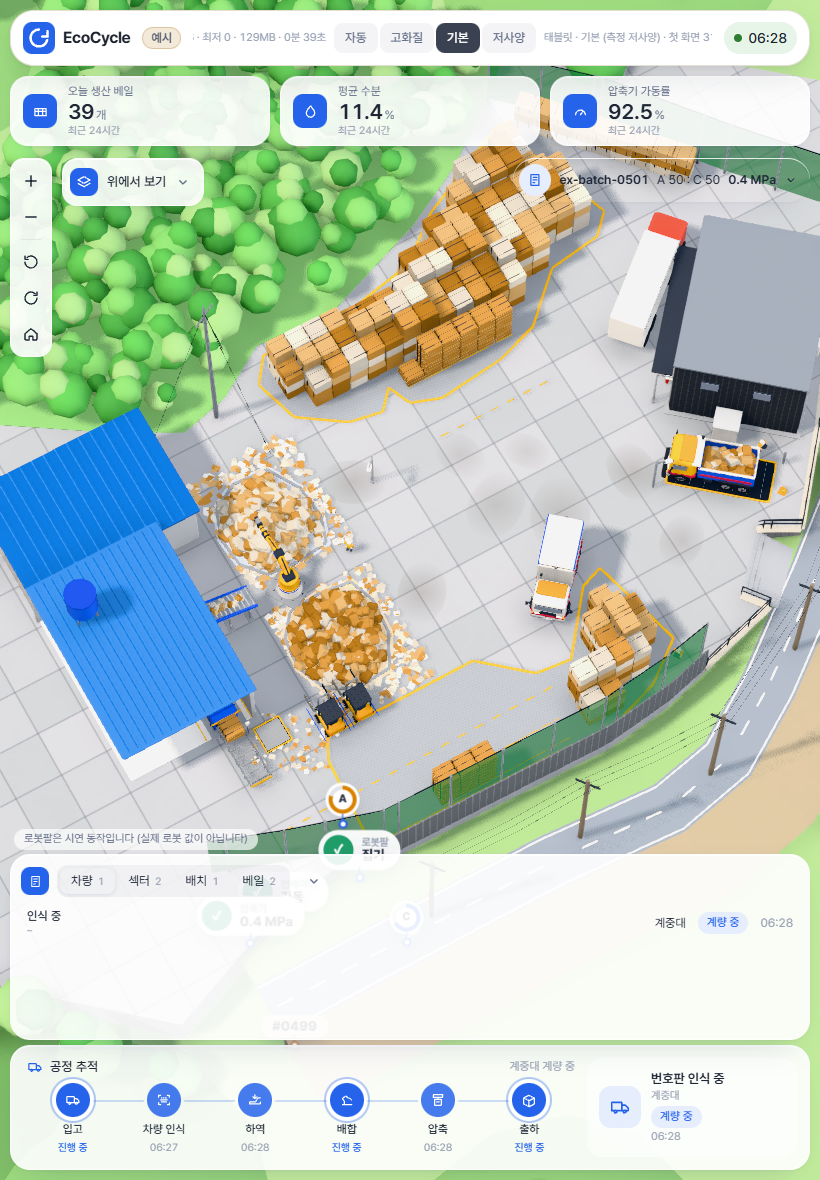 EcoCycle 예시 · 최저 0 · 129MB · 0분 39초 자동 고화질 기본 저사양 태블릿 · 기본 (측정 저사양) · 첫 화면 06:28
오늘 생산 베일
39개
최근 24시간
평균 수분
11.4%
최근 24시간
압축기 가동률
92.5%
최근 24시간
위에서 보기
ex-batch-0501 A 50 : C 50 0.4 MPa
A
로봇팔은 시연 동작입니다 (실제 로봇 값이 아닙니다)
로봇팔
집기
차량 1 섹터 2 배치 1 베일 2
인식 중
–
0.4 MPa
C
계중대 계량 중 06:28
#0499
공정 추적
계중대 계량 중
입고
진행 중
차량 인식
06:27
하역
06:28
배합
진행 중
압축
06:28
출하
진행 중
번호판 인식 중
계중대
계량 중
06:28